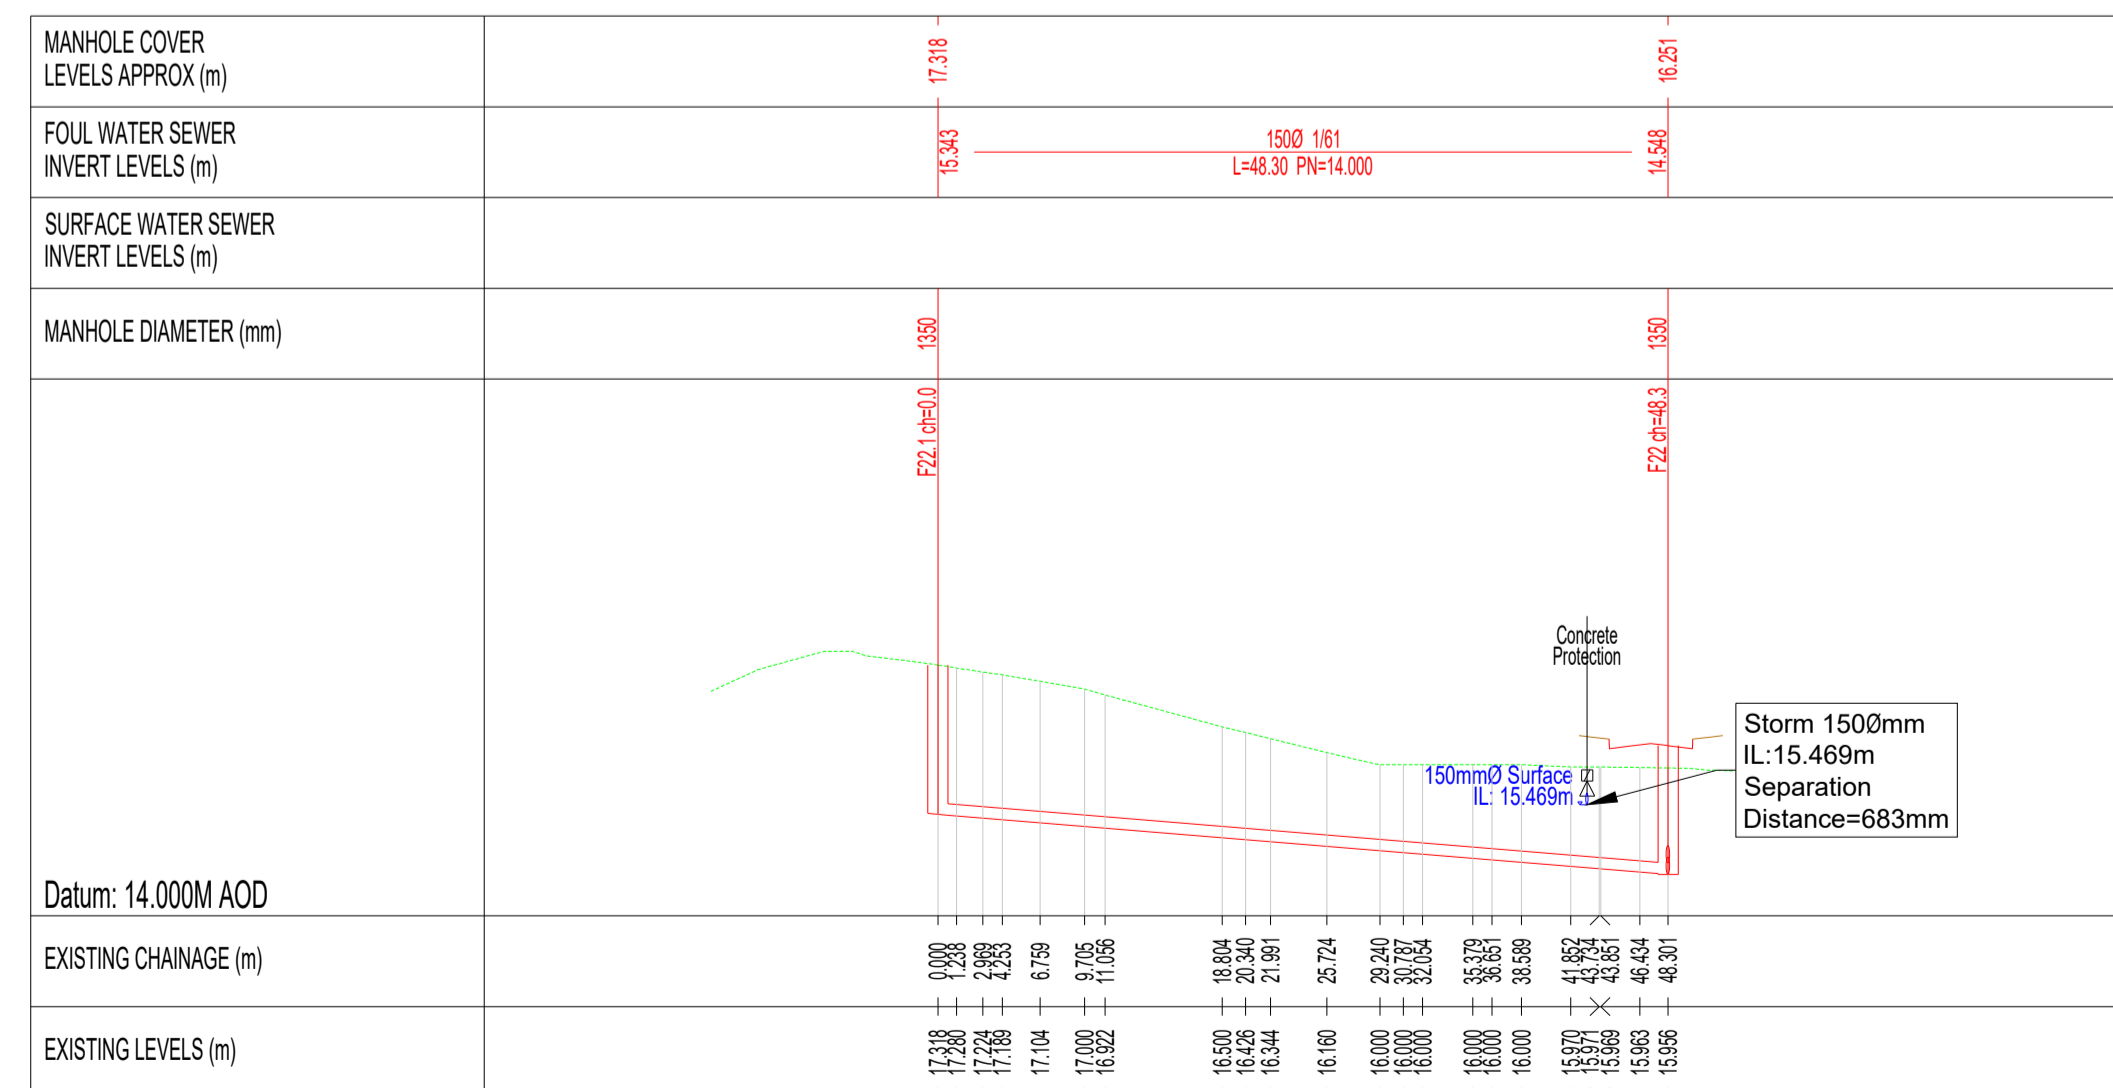 MANHOLE COVER
LEVELS APPROX (m)
17.318
16.251
FOUL WATER SEWER
INVERT LEVELS (m)
15.343
150Ø 1/61
L=48.30 PN=14.000
14.548
SURFACE WATER SEWER
INVERT LEVELS (m)
MANHOLE DIAMETER (mm)
1350
1350
F22.1 ch=0.0
F22 ch=48.3
Concrete
Protection
150mmØ Surface
IL: 15.469m
Storm 150Ømm
IL:15.469m
Separation
Distance=683mm
Datum: 14.000M AOD
EXISTING CHAINAGE (m)
0.000
1.238
2.969
4.253
6.759
9.705
11.056
18.804
20.340
21.991
25.724
29.240
30.787
32.054
35.379
36.651
38.589
41.852
43.734
43.851
46.434
48.301
EXISTING LEVELS (m)
17.318
17.280
17.224
17.189
17.104
17.000
16.922
16.500
16.426
16.344
16.160
16.000
16.000
16.000
16.000
16.000
16.000
15.970
15.971
15.969
15.963
15.956